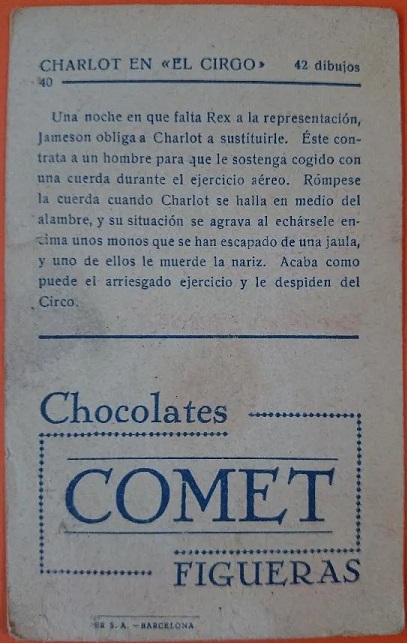 CHARLOT EN «EL CIRCO» 42 dibujos
40
Una noche en que falta Rex a la representación,
Jameson obliga a Charlot a sustituirle. Éste con-
trata a un hombre para que le sostenga cogido con
una cuerda durante el ejercicio aéreo. Rómpese
la cuerda cuando Charlot se halla en medio del
alambre, y su situación se agrava al echársele en-
cima unos monos que se han escapado de una jaula,
y uno de ellos le muerde la nariz. Acaba como
puede el arriesgado ejercicio y le despiden del
Circo.
Chocolates
COMET
FIGUERAS
S. A. - BARCELONA